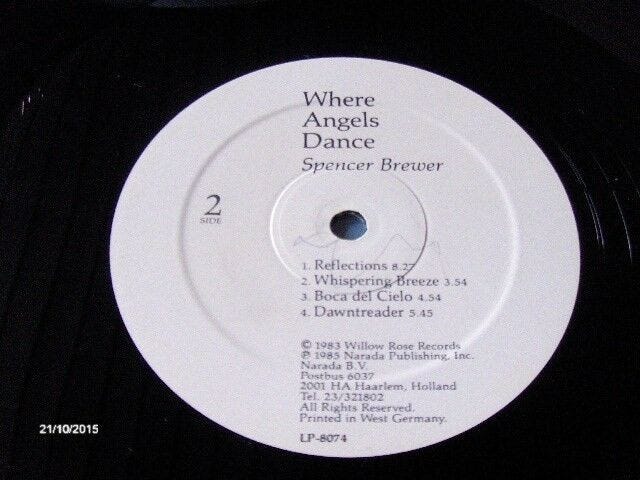 Where
Angels
Dance
Spencer Brewer
2
SIDE
1. Reflections 8.27
2. Whispering Breeze 3.54
3. Boca del Cielo 4.54
4. Dawntreader 5.45
© 1983 Willow Rose Records
℗ 1985 Narada Publishing, Inc.
Narada B.V.
Postbus 6037
2001 HA Haarlem, Holland
Tel. 23/321802
All Rights Reserved.
Printed in West Germany.
LP-8074
21/10/2015